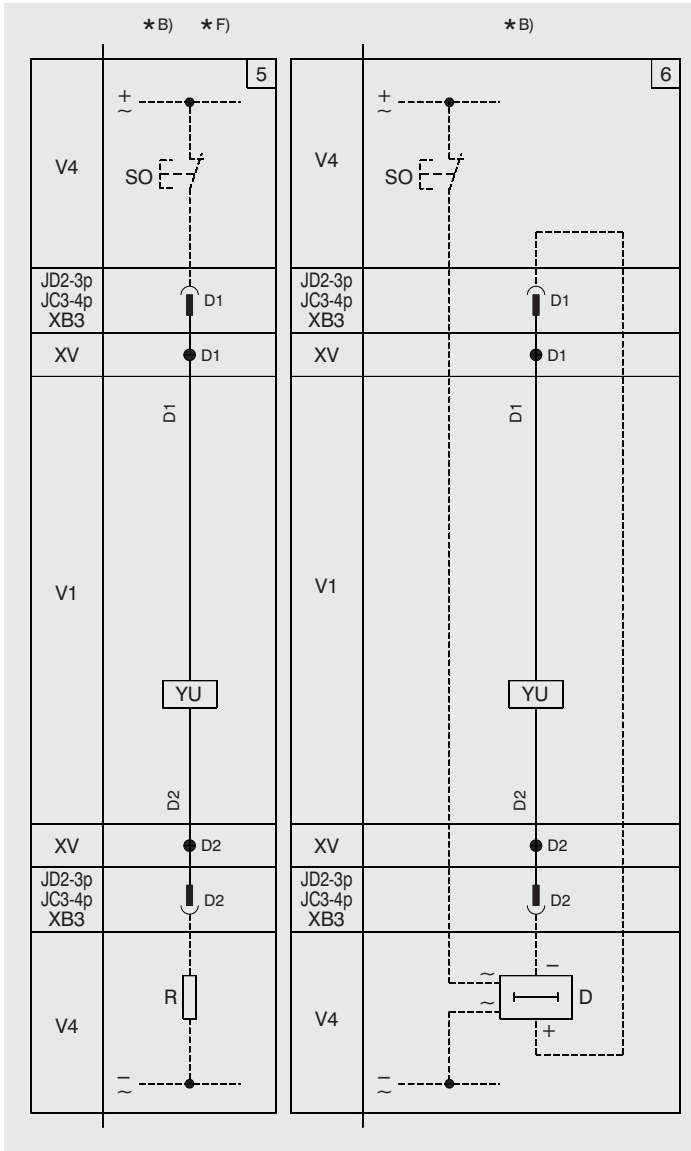 *B) *F)
*B)
5
+
~
V4
SO
JD2-3p
JC3-4p
XB3
D1
XV
D1
D1
V1
YU
D2
XV
D2
JD2-3p
JC3-4p
XB3
D2
R
V4
–
~
6
+
~
V4
SO
JD2-3p
JC3-4p
XB3
D1
XV
D1
D1
V1
YU
D2
XV
D2
JD2-3p
JC3-4p
XB3
D2
~
–
~
D
V4
+
–
~